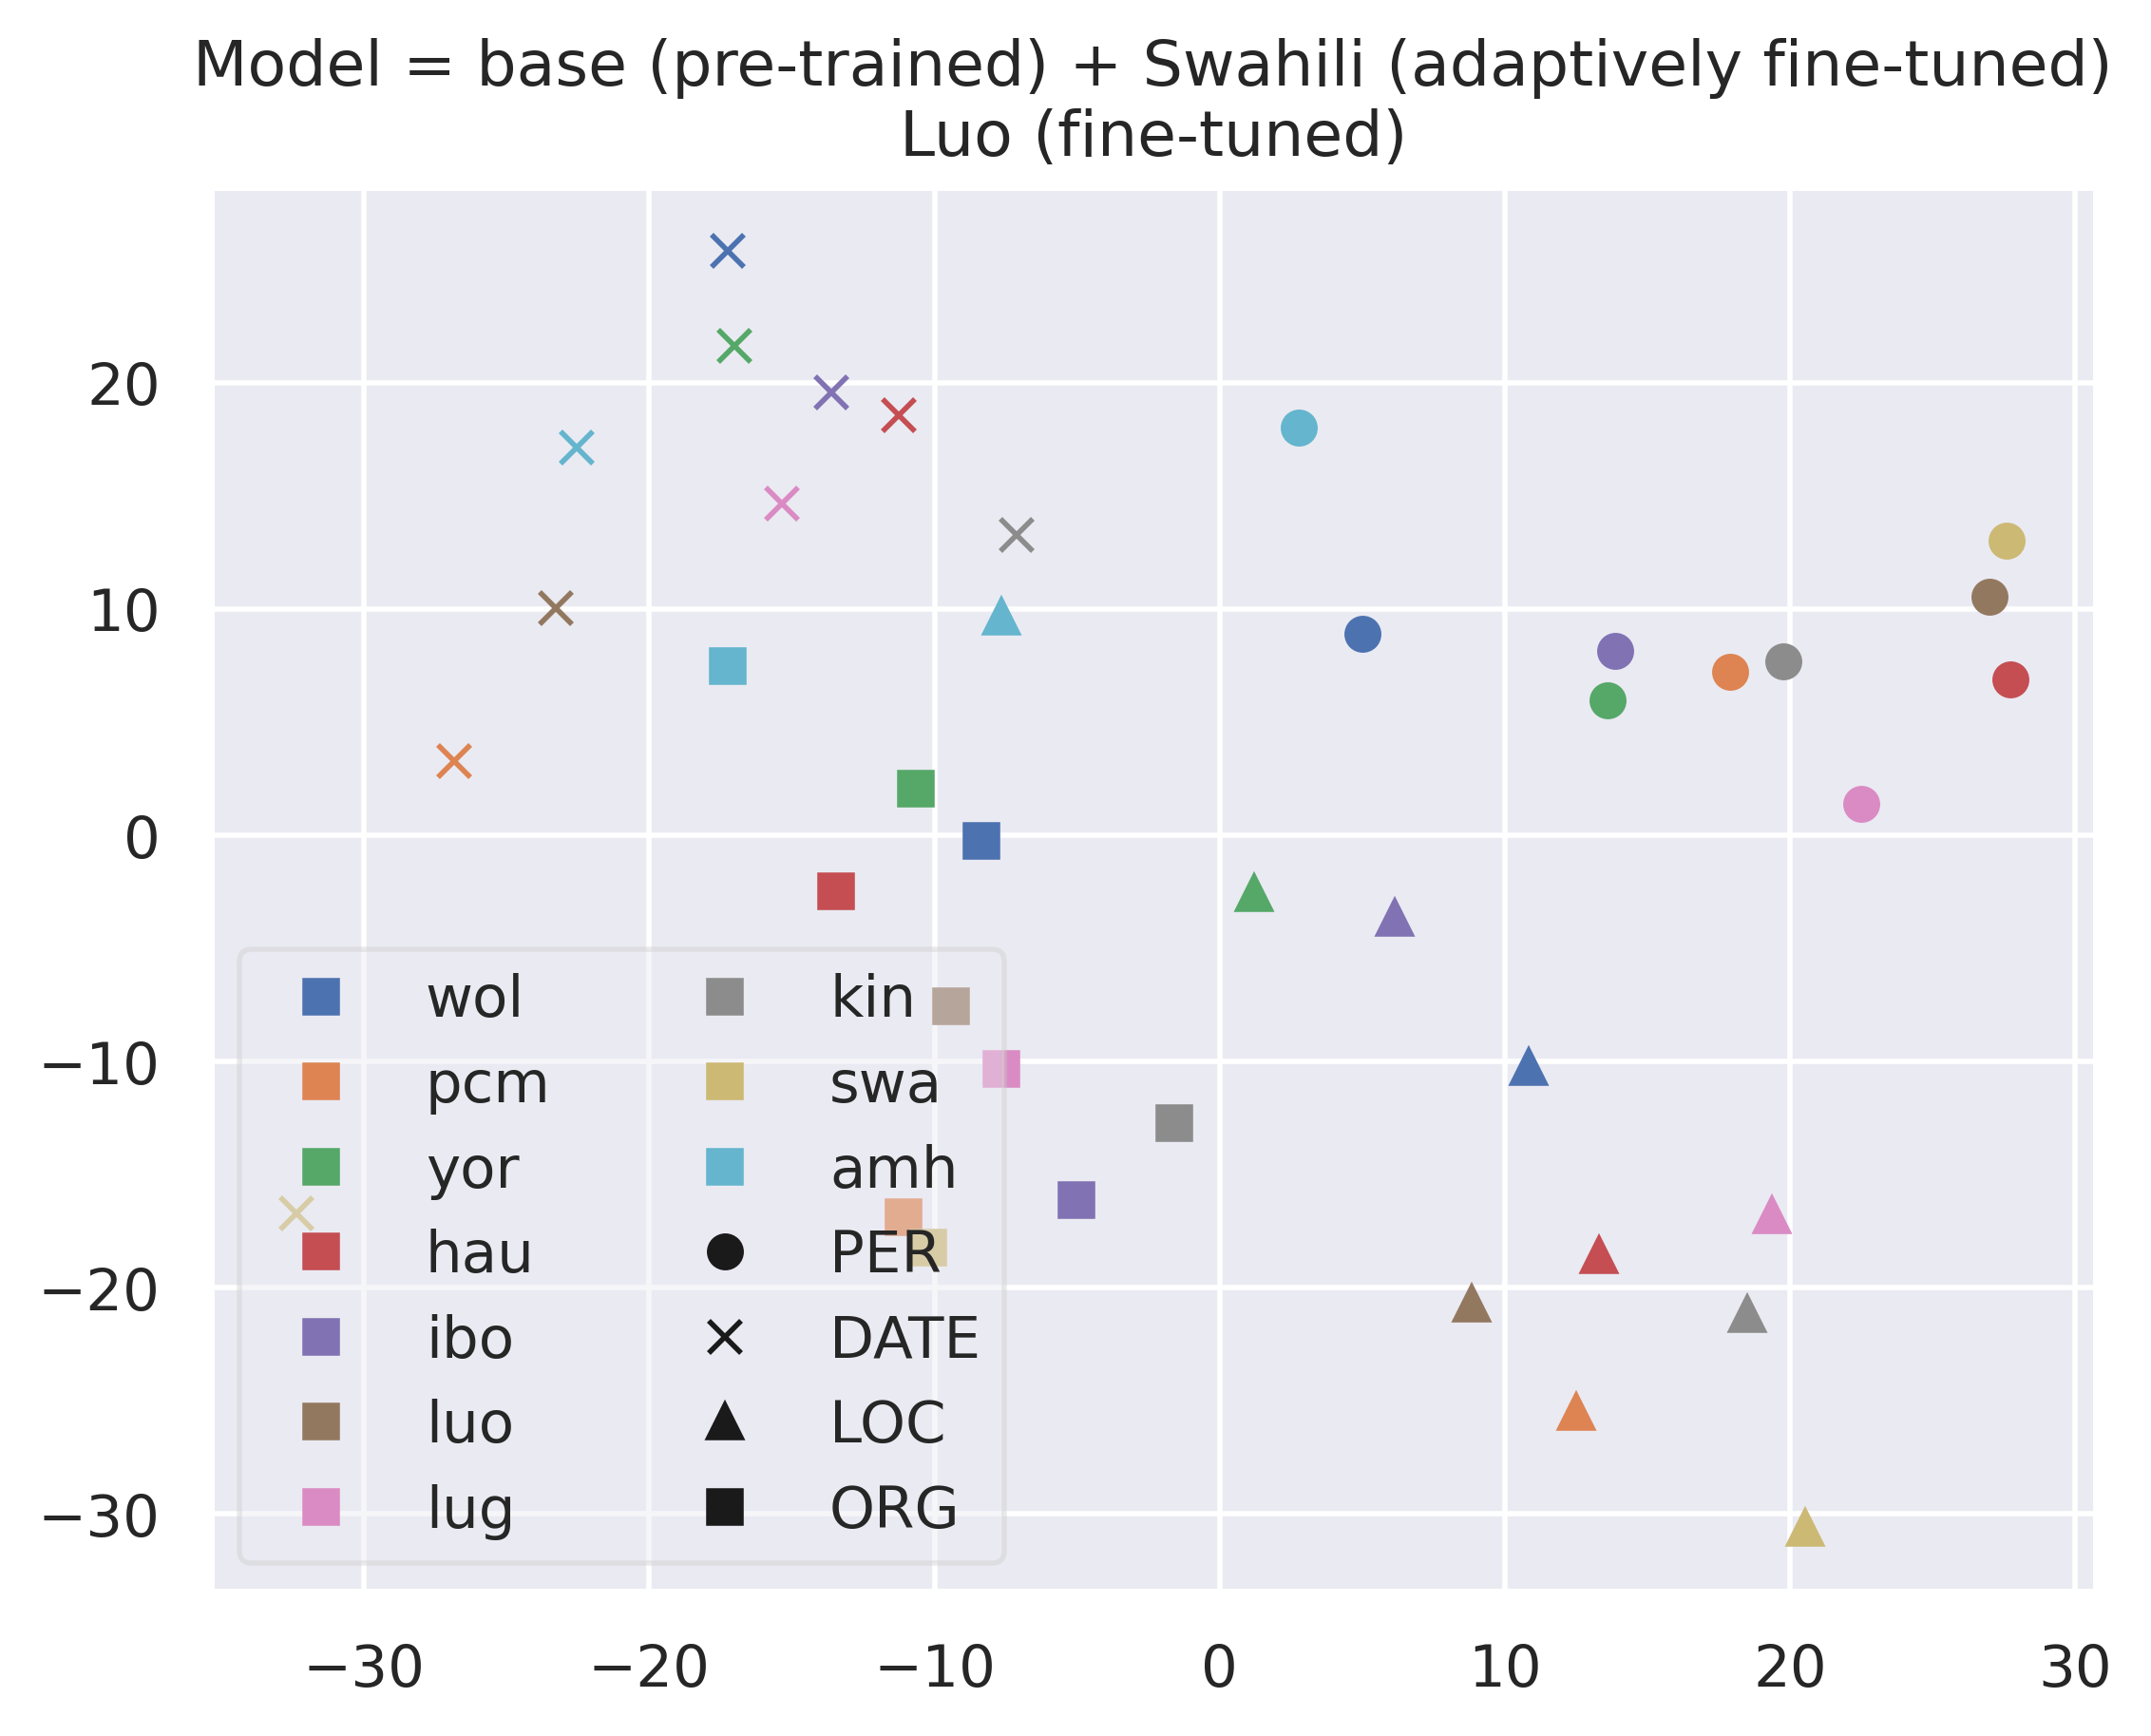 Model = base (pre-trained) + Swahili (adaptively fine-tuned)
Luo (fine-tuned)
20
10
0
−10
−20
−30
wol
pcm
yor
hau
ibo
luo
lug
kin
swa
amh
PER
DATE
LOC
ORG
−30
−20
−10
0
10
20
30